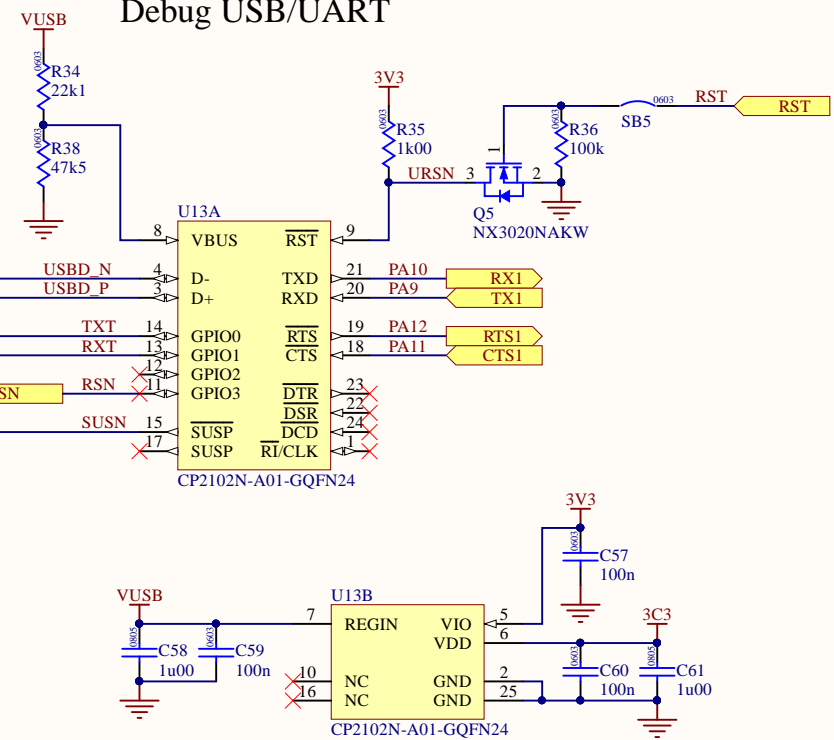 Debug USB/UART
VUSB
0603
R34
22k1
0603
R38
47k5
3V3
0603
R35
1k00
URSN
3
1
2
Q5
NX3020NAKW
0603
R36
100k
SB5
0603
RST
RST
U13A
8
VBUS
RST
9
USBD_N
4
D-
TXD
21
PA10
RX1
USBD_P
3
D+
RXD
20
PA9
TX1
TXT
14
GPIO0
RTS
19
PA12
RTS1
RXT
13
GPIO1
CTS
18
PA11
CTS1
12
GPIO2
SN
RSN
11
GPIO3
DTR
23
DSR
22
SUSN
15
SUSP
DCD
24
17
SUSP
RI/CLK
1
CP2102N-A01-GQFN24
3V3
0603
C57
100n
VUSB
0805
C58
1u00
0603
C59
100n
U13B
7
REGIN
VIO
5
VDD
6
10
NC
GND
2
16
NC
GND
25
CP2102N-A01-GQFN24
3C3
0603
C60
100n
0805
C61
1u00